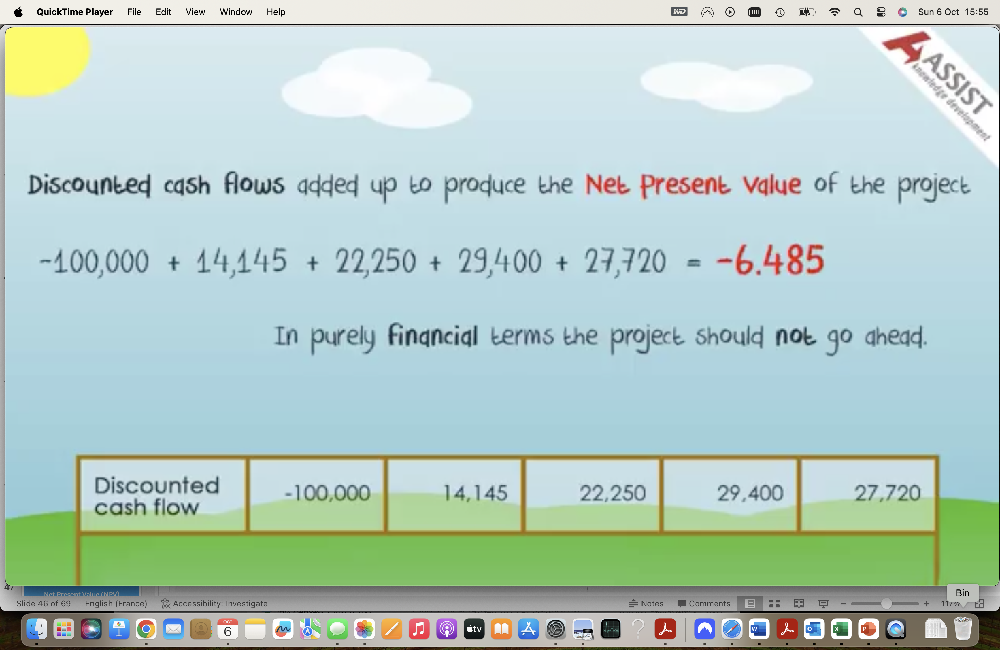 QuickTime Player File Edit View Window Help
WD
Sun 6 Oct 15:55
ASSIST
knowledge development
Discounted cash flows added up to produce the Net Present Value of the project
-100,000 + 14,145 + 22,250 + 29,400 + 27,720 = -6.485
In purely financial terms the project should not go ahead.
Discounted cash flow -100,000 14,145 22,250 29,400 27,720
47
Net Present Value (NPV)
Bin
Slide 46 of 69 English (France) Accessibility: Investigate Notes Comments 117%
OCT
6
tv
W
O
X
P
CSV